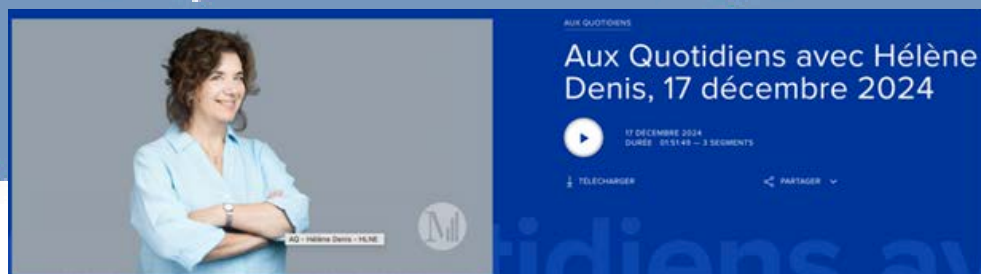 AUX QUOTIDIENS
Aux Quotidiens avec Hélène
Denis, 17 décembre 2024
17 DÉCEMBRE 2024
DURÉE 01:51:49 — 3 SEGMENTS
TÉLÉCHARGER
PARTAGER
AQ - Hélène Denis - HLNE
M
tidiens av